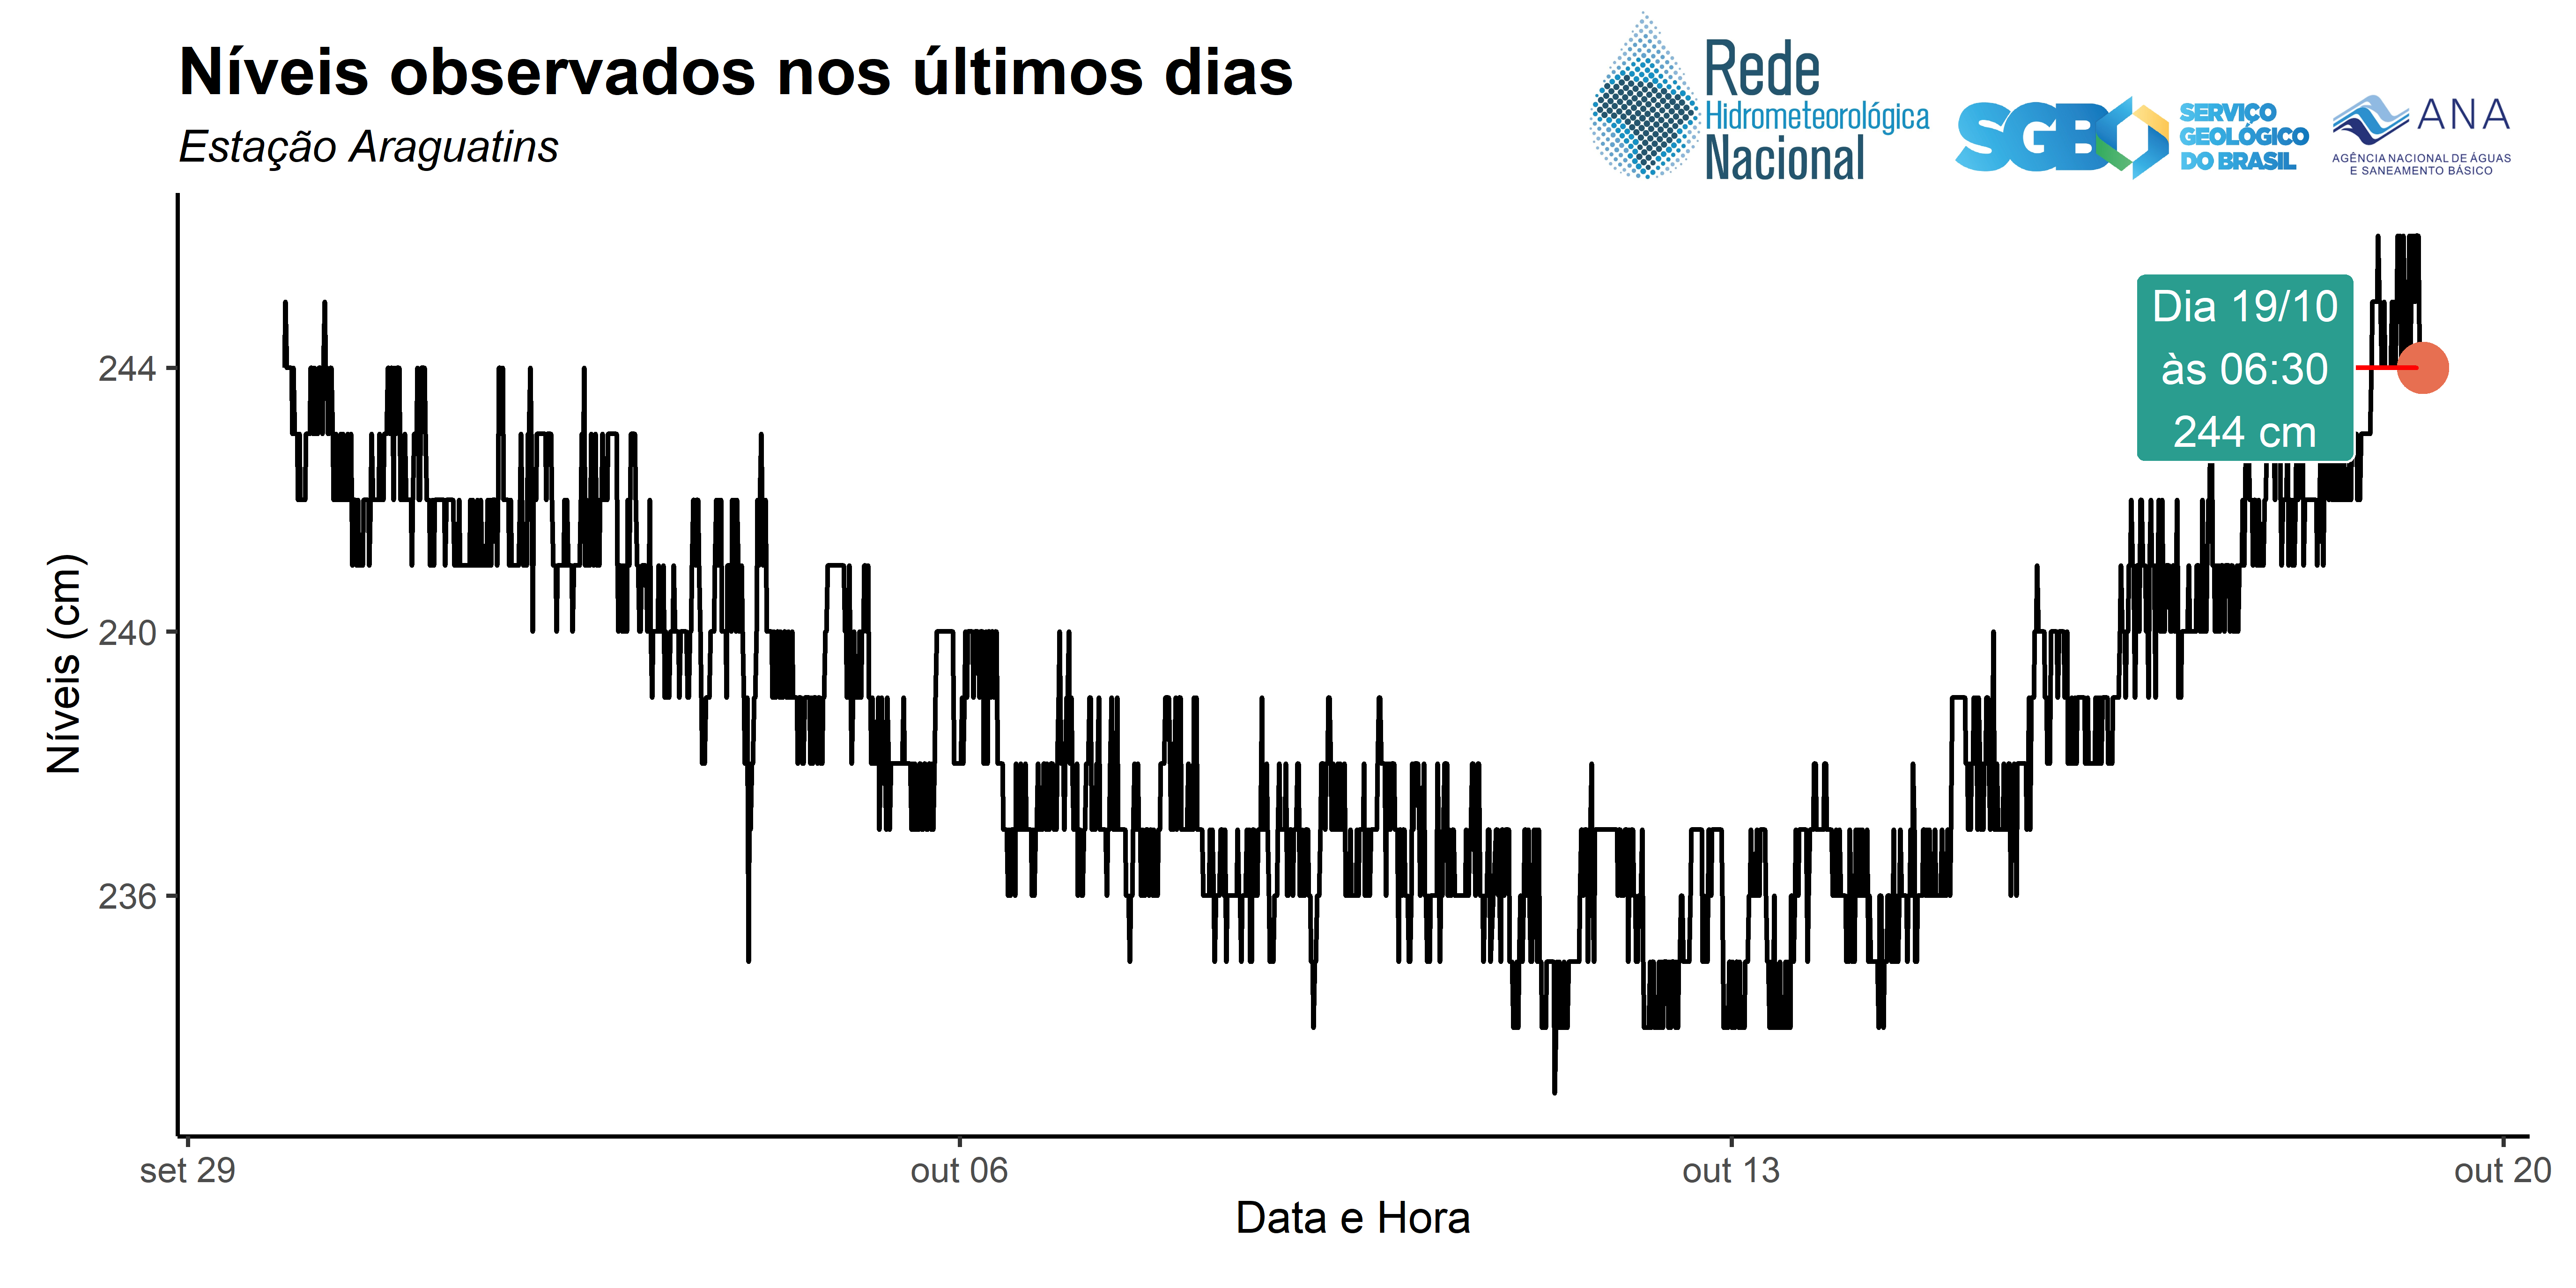 Níveis observados nos últimos dias
Estação Araguatins
Rede
Hidrometeorológica
Nacional
SGB
SERVIÇO
GEOLÓGICO
DO BRASIL
ANA
AGÊNCIA NACIONAL DE ÁGUAS
E SANEAMENTO BÁSICO
Dia 19/10
às 06:30
244 cm
Níveis (cm)
244
240
236
set 29
out 06
out 13
out 20
Data e Hora